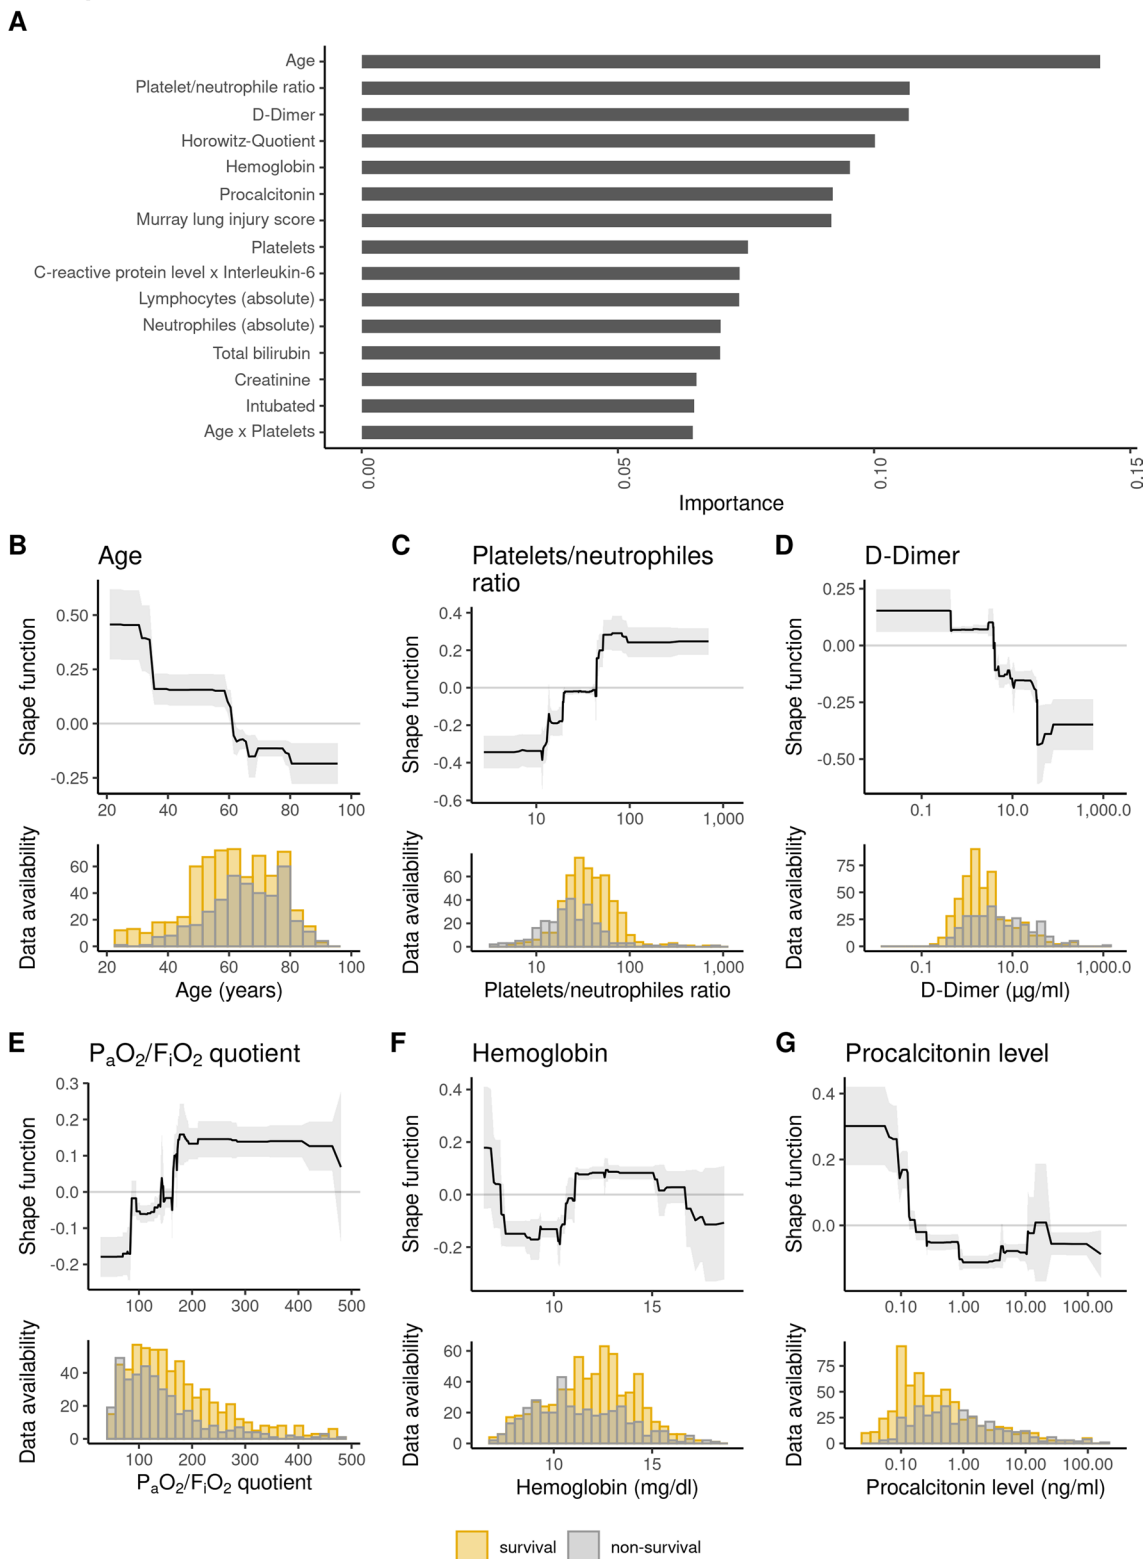 A
Age
Platelet/neutrophile ratio
D-Dimer
Horowitz-Quotient
Hemoglobin
Procalcitonin
Murray lung injury score
Platelets
C-reactive protein level x Interleukin-6
Lymphocytes (absolute)
Neutrophiles (absolute)
Total bilirubin
Creatinine
Intubated
Age x Platelets
0.00 0.05 0.10 0.15
Importance
B
Age
Shape function
0.50
0.25
0.00
-0.25
20 40 60 80 100
Data availability
60
40
20
0
20 40 60 80 100
Age (years)
C
Platelets/neutrophiles
ratio
Shape function
0.4
0.2
0.0
-0.2
-0.4
-0.6
10 100 1,000
Data availability
60
40
20
0
10 100 1,000
Platelets/neutrophiles ratio
D
D-Dimer
Shape function
0.25
0.00
-0.25
-0.50
0.1 10.0 1,000.0
Data availability
75
50
25
0
0.1 10.0 1,000.0
D-Dimer (µg/ml)
E
PaO2/FiO2 quotient
Shape function
0.3
0.2
0.1
0.0
-0.1
-0.2
100 200 300 400 500
Data availability
40
20
0
100 200 300 400 500
PaO2/FiO2 quotient
F
Hemoglobin
Shape function
0.4
0.2
0.0
-0.2
10 15
Data availability
60
40
20
0
10 15
Hemoglobin (mg/dl)
G
Procalcitonin level
Shape function
0.4
0.2
0.0
0.10 1.00 10.00 100.00
Data availability
75
50
25
0
0.10 1.00 10.00 100.00
Procalcitonin level (ng/ml)
survival non-survival